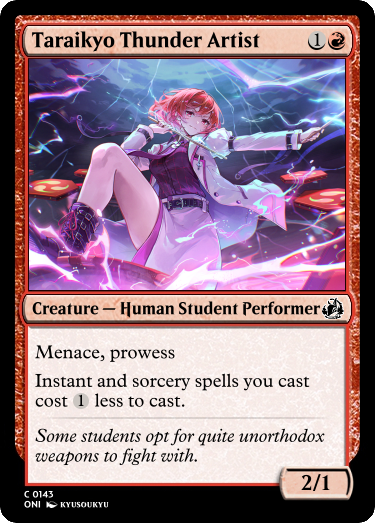 Taraikyo Thunder Artist 1
Creature — Human Student Performer
Menace, prowess
Instant and sorcery spells you cast
cost 1 less to cast.
Some students opt for quite unorthodox
weapons to fight with.
2/1
C 0143
ONI KYUSOUKYU